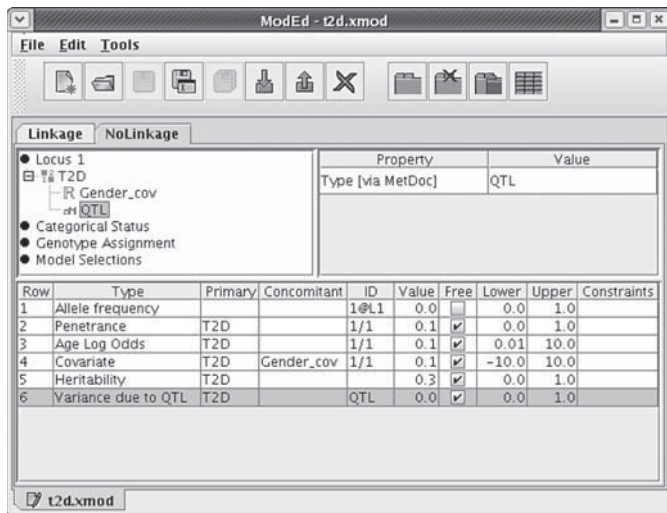 ModEd - t2d.xmod
File Edit Tools
Linkage NoLinkage
Locus 1
T2D
Gender_cov
QTL
Categorical Status
Genotype Assignment
Model Selections
Property Value
Type [via MetDoc] QTL
Row Type Primary Concomitant ID Value Free Lower Upper Constraints
1 Allele frequency 1@L1 0.0 0.0 1.0
2 Penetrance T2D 1/1 0.1 0.0 1.0
3 Age Log Odds T2D 1/1 0.1 0.01 10.0
4 Covariate T2D Gender_cov 1/1 0.1 -10.0 10.0
5 Heritability T2D 0.3 0.0 1.0
6 Variance due to QTL T2D QTL 0.0 0.0 1.0
t2d.xmod